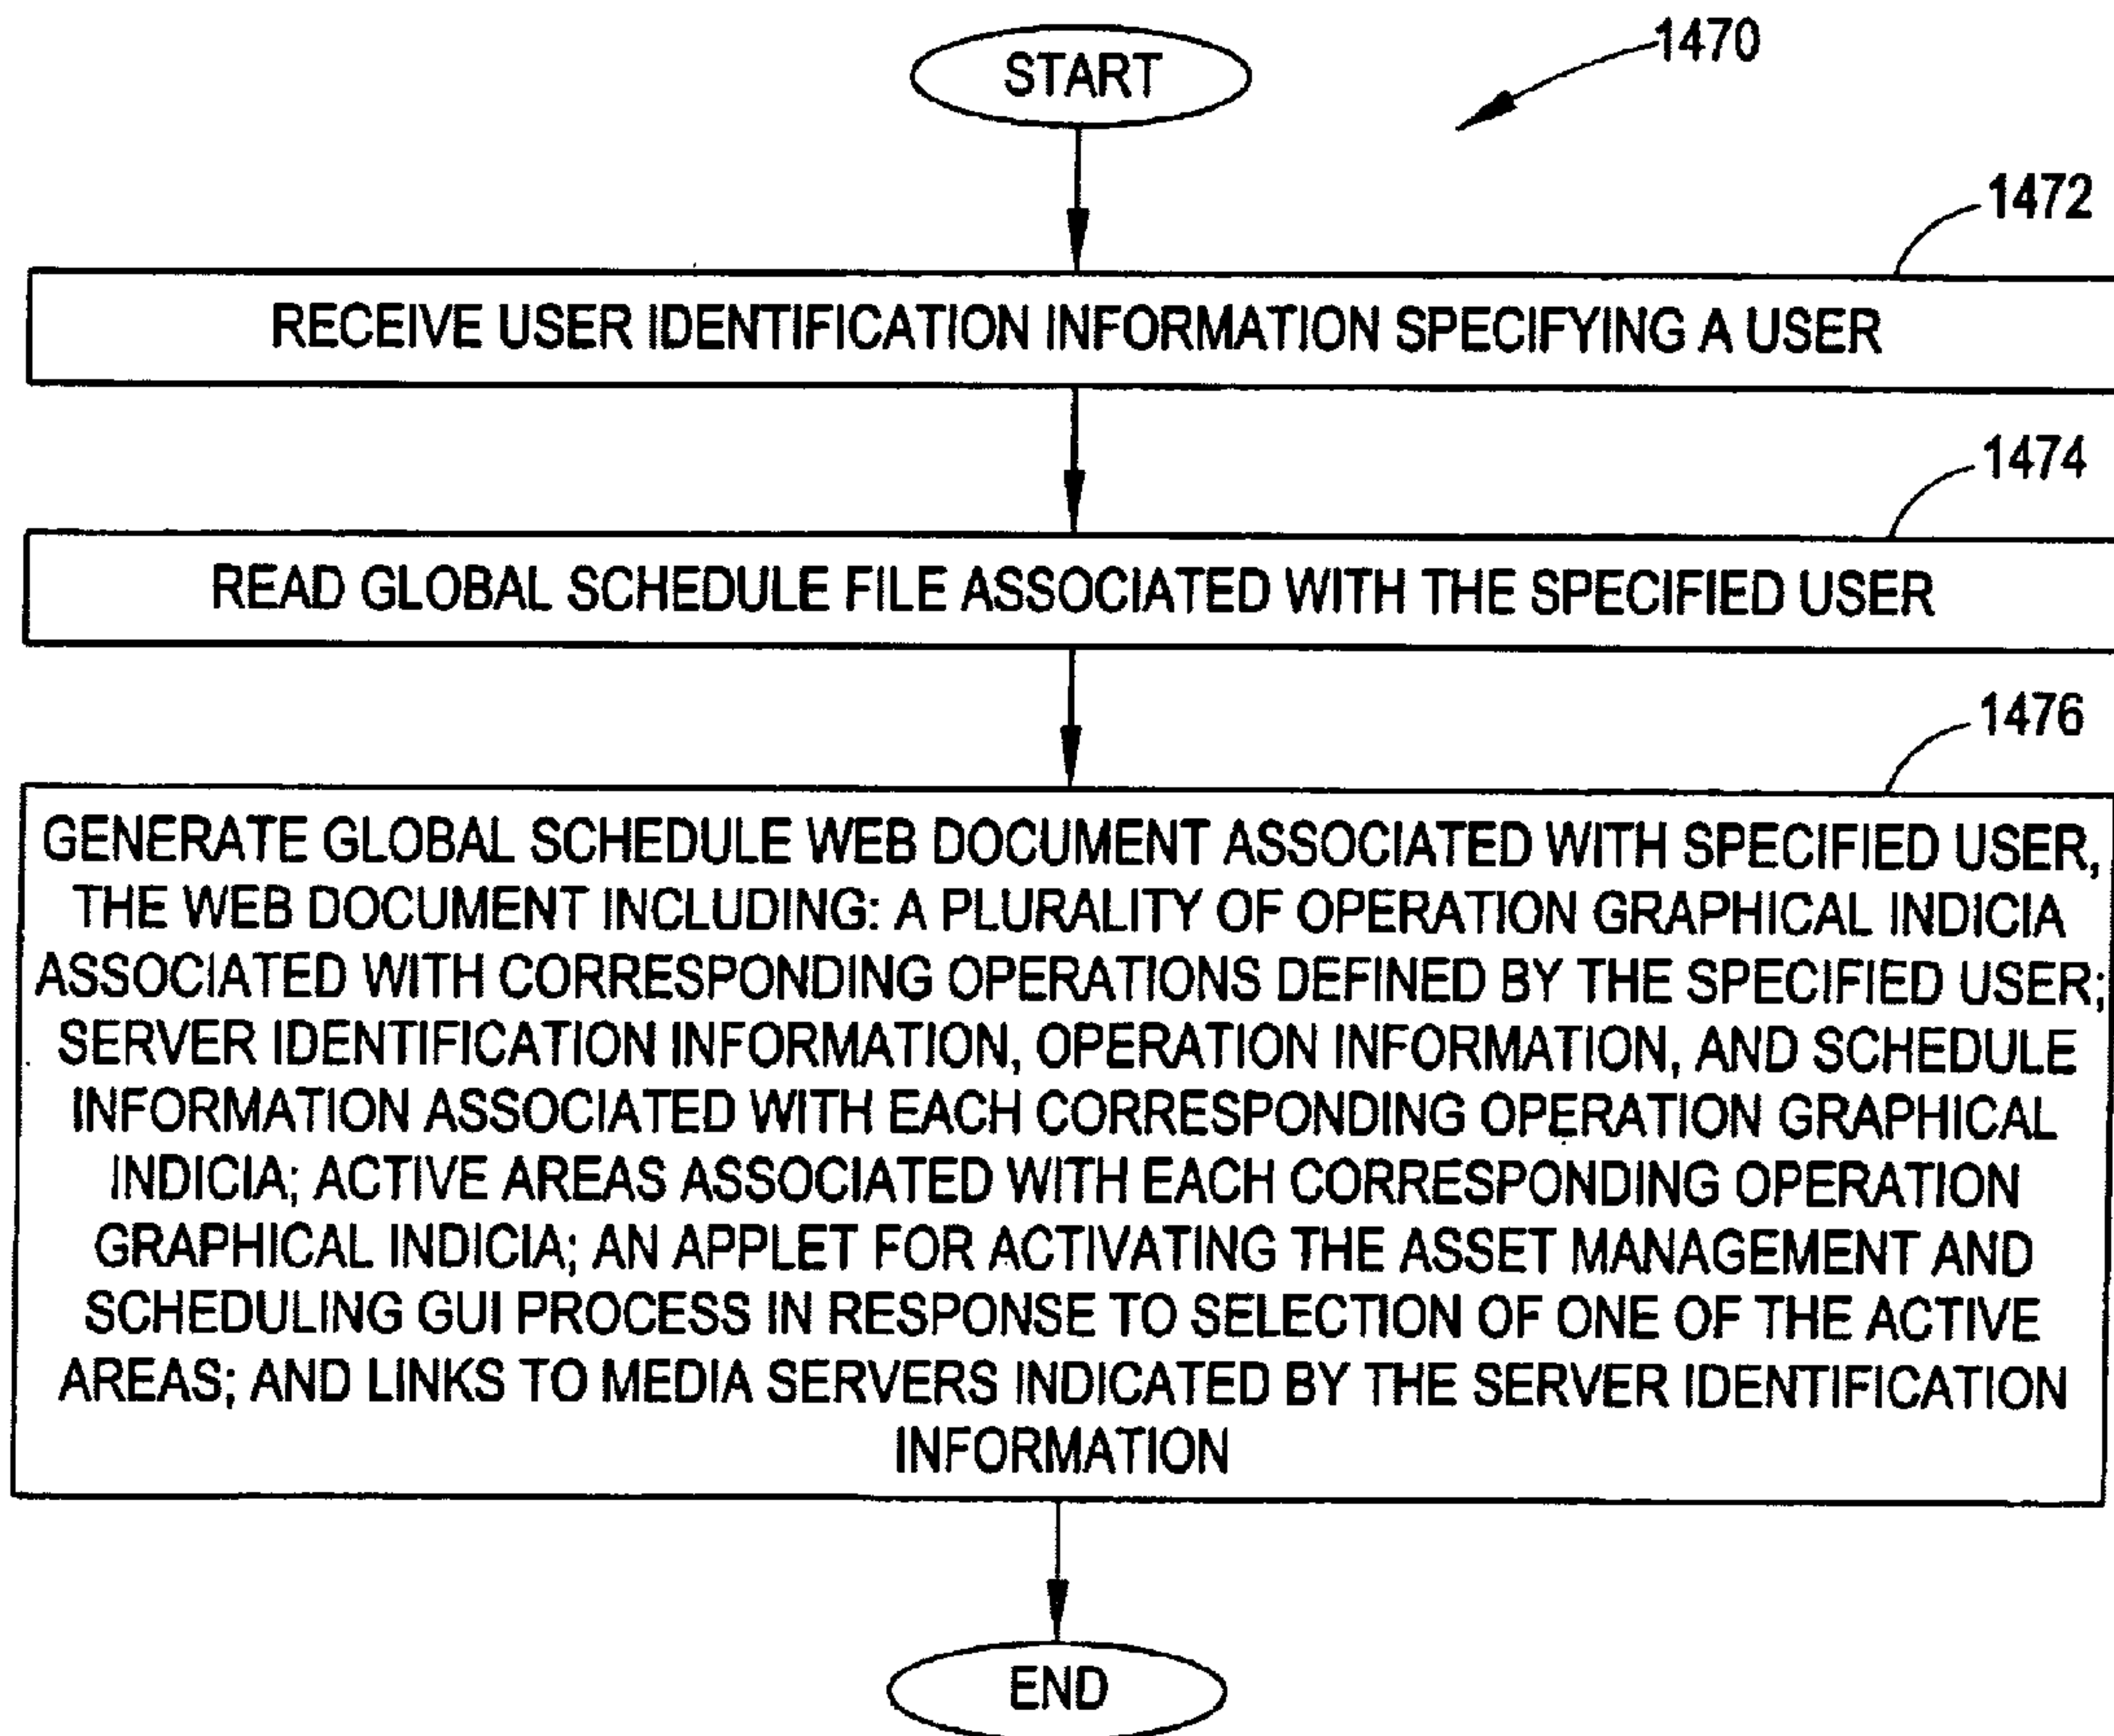 START
1470
1472
RECEIVE USER IDENTIFICATION INFORMATION SPECIFYING A USER
1474
READ GLOBAL SCHEDULE FILE ASSOCIATED WITH THE SPECIFIED USER
1476
GENERATE GLOBAL SCHEDULE WEB DOCUMENT ASSOCIATED WITH SPECIFIED USER,
THE WEB DOCUMENT INCLUDING: A PLURALITY OF OPERATION GRAPHICAL INDICIA
ASSOCIATED WITH CORRESPONDING OPERATIONS DEFINED BY THE SPECIFIED USER;
SERVER IDENTIFICATION INFORMATION, OPERATION INFORMATION, AND SCHEDULE
INFORMATION ASSOCIATED WITH EACH CORRESPONDING OPERATION GRAPHICAL
INDICIA; ACTIVE AREAS ASSOCIATED WITH EACH CORRESPONDING OPERATION
GRAPHICAL INDICIA; AN APPLET FOR ACTIVATING THE ASSET MANAGEMENT AND
SCHEDULING GUI PROCESS IN RESPONSE TO SELECTION OF ONE OF THE ACTIVE
AREAS; AND LINKS TO MEDIA SERVERS INDICATED BY THE SERVER IDENTIFICATION
INFORMATION
END